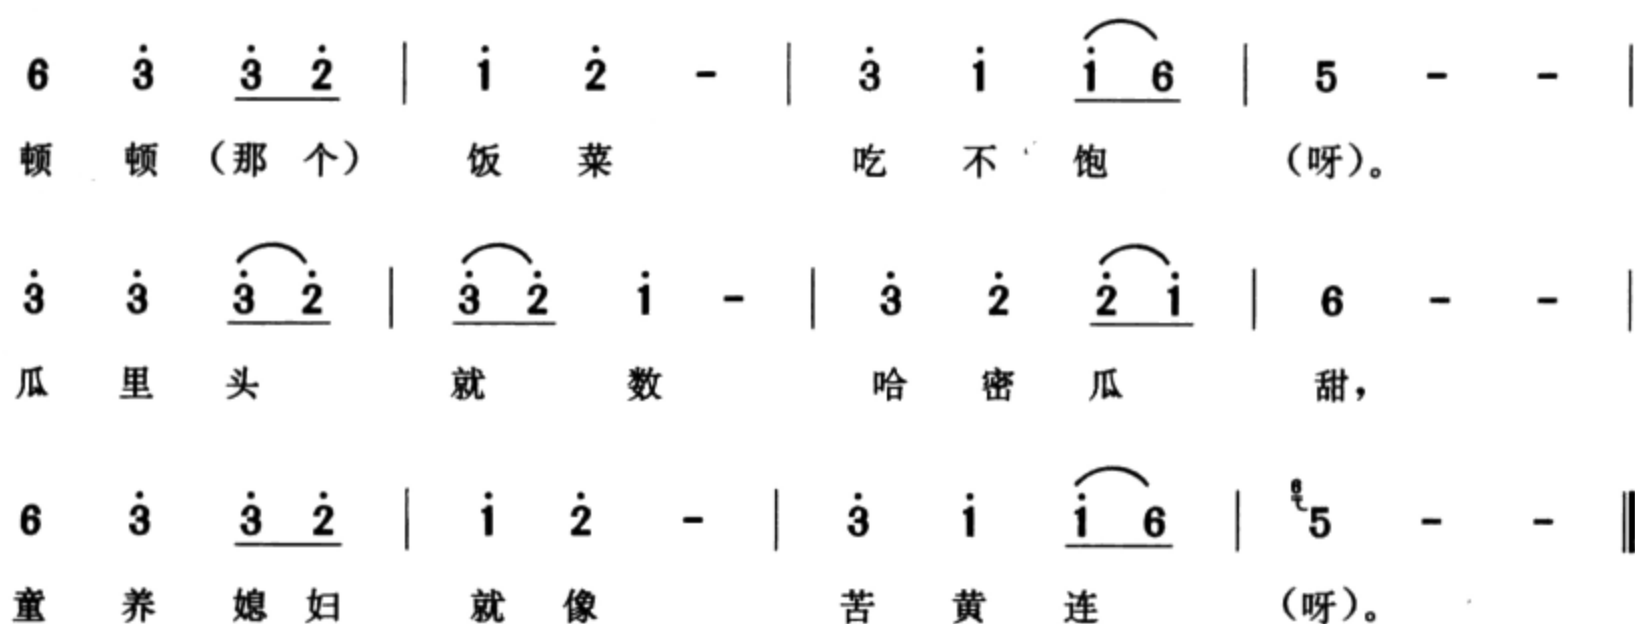 6 3̇ 3̇ 2̇ | 1̇ 2̇ - | 3̇ 1̇ 1̇ 6 | 5 - - |
顿 顿 （那 个） 饭 菜 吃 不 饱 （呀）。
3̇ 3̇ 3̇ 2̇ | 3̇ 2̇ 1̇ - | 3̇ 2̇ 2̇ 1̇ | 6 - - |
瓜 里 头 就 数 哈 密 瓜 甜，
6 3̇ 3̇ 2̇ | 1̇ 2̇ - | 3̇ 1̇ 1̇ 6 | 6 5 - - ‖
童 养 媳 妇 就 像 苦 黄 连 （呀）。